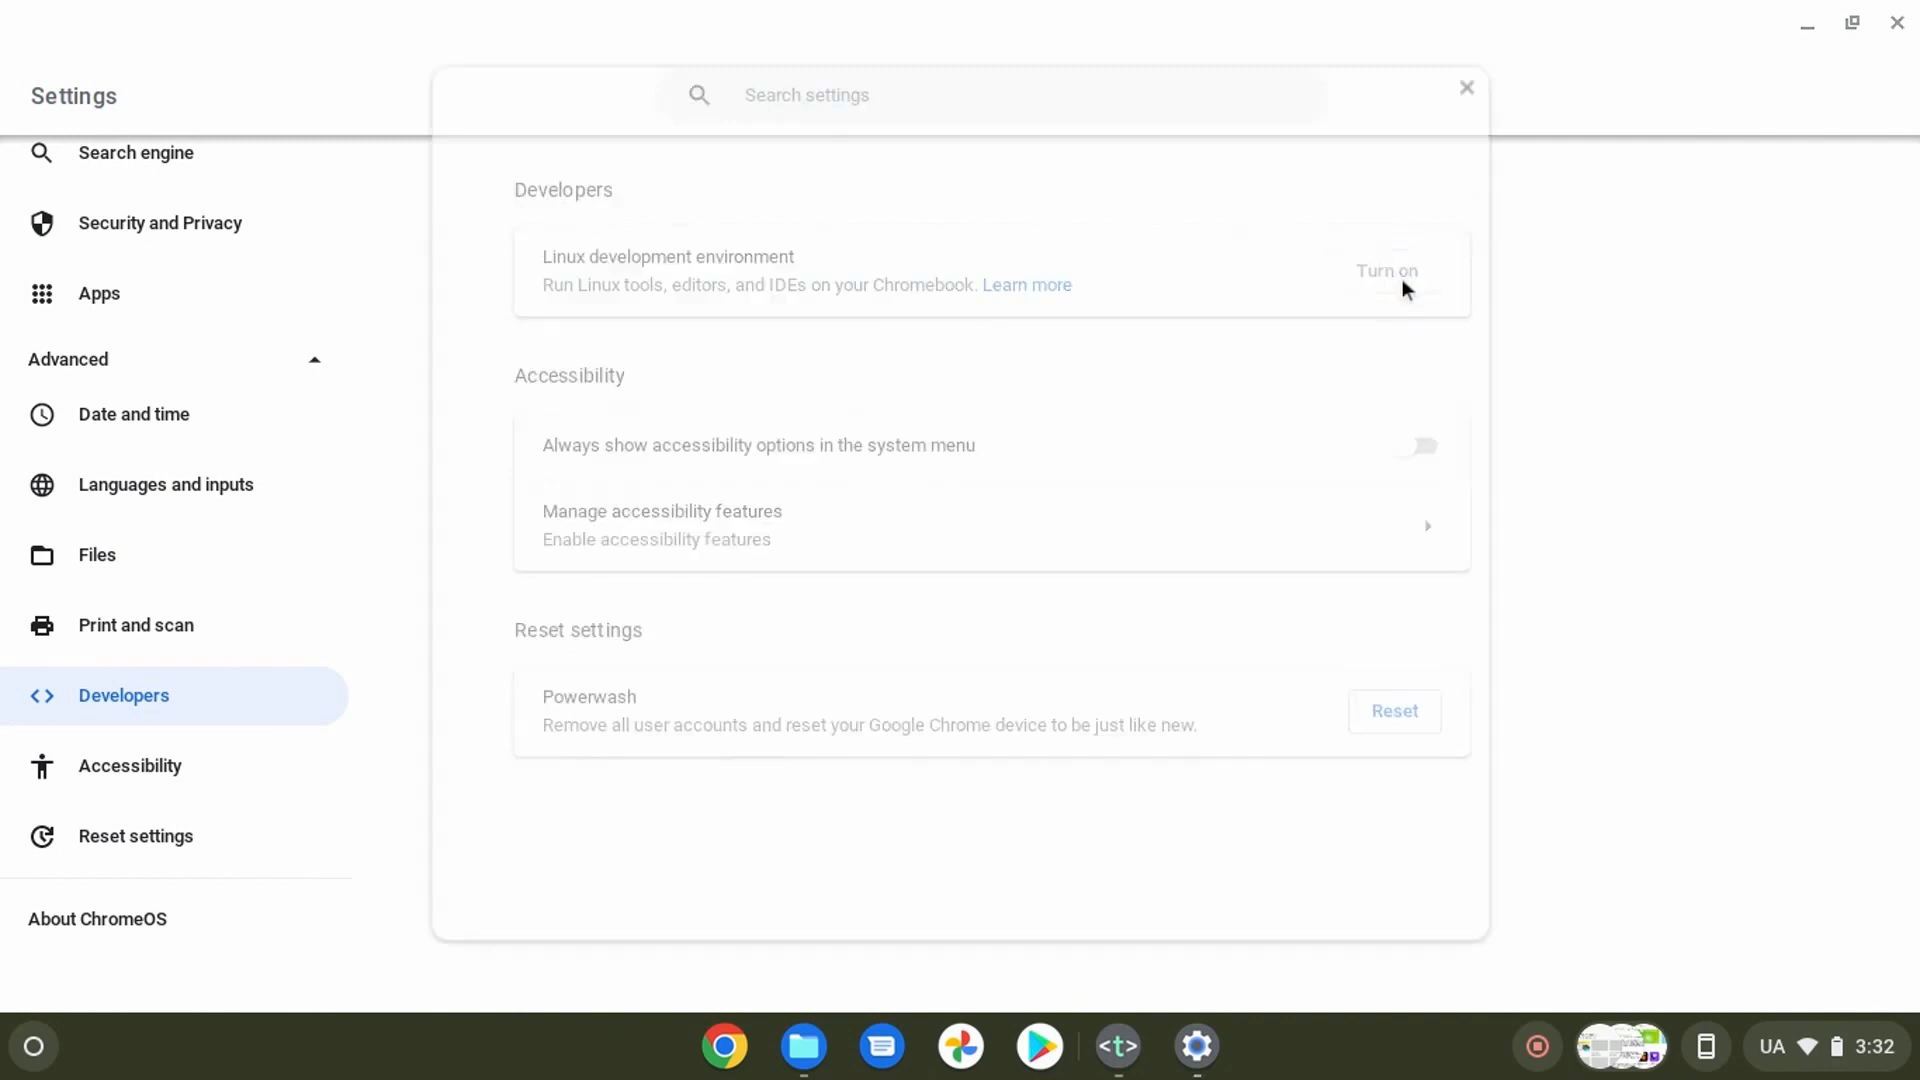 Settings
Search settings
Search engine
Security and Privacy
Apps
Advanced
Date and time
Languages and inputs
Files
Print and scan
Developers
Accessibility
Reset settings
About ChromeOS
Developers
Linux development environment
Run Linux tools, editors, and IDEs on your Chromebook. Learn more
Turn on
Accessibility
Always show accessibility options in the system menu
Manage accessibility features
Enable accessibility features
Reset settings
Powerwash
Remove all user accounts and reset your Google Chrome device to be just like new.
Reset
<t>
UA 3:32